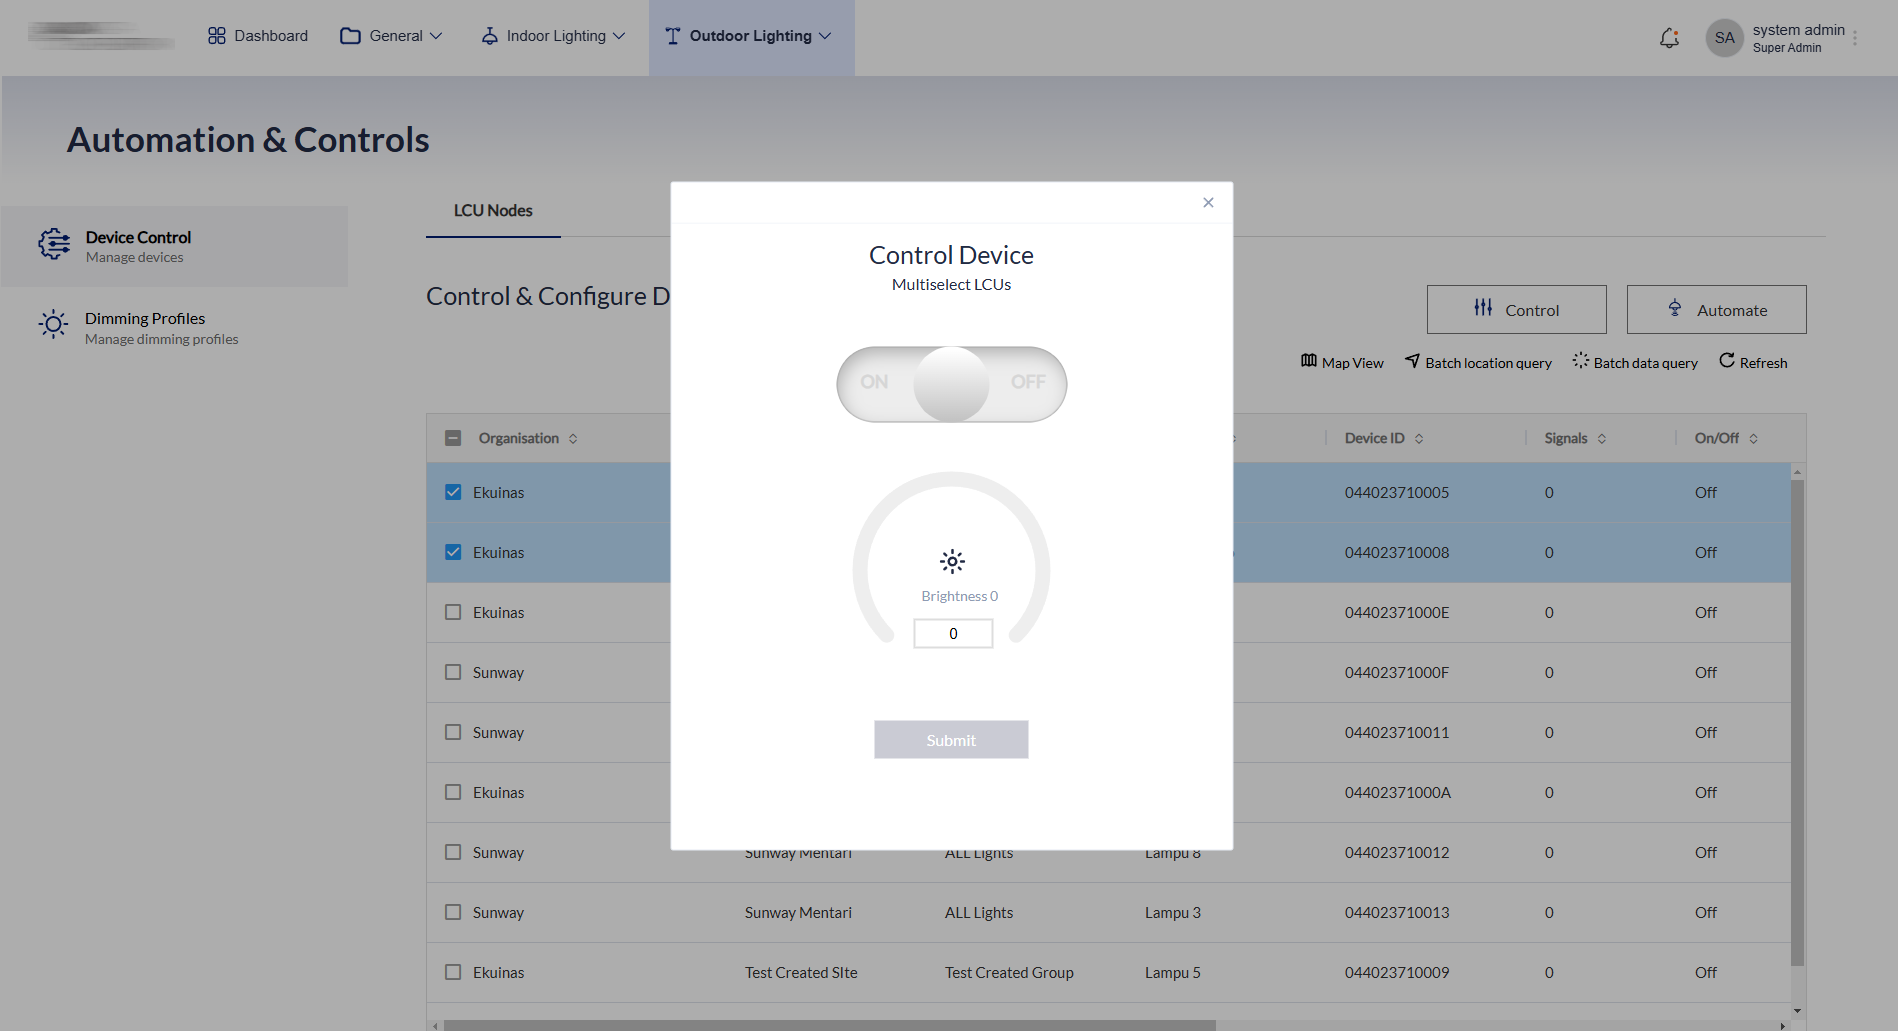 Dashboard
General
Indoor Lighting
Outdoor Lighting
SA
system admin
Super Admin
Automation & Controls
Device Control
Manage devices
Dimming Profiles
Manage dimming profiles
LCU Nodes
Control & Configure D
Control
Automate
Map View
Batch location query
Batch data query
Refresh
Control Device
Multiselect LCUs
ON
OFF
Brightness 0
0
Submit
Organisation Device ID Signals On/Off
Ekuinas 044023710005 0 Off
Ekuinas 044023710008 0 Off
Ekuinas 04402371000E 0 Off
Sunway 04402371000F 0 Off
Sunway 044023710011 0 Off
Ekuinas 04402371000A 0 Off
Sunway Sunway Mentari ALL Lights Lampu 8 044023710012 0 Off
Sunway Sunway Mentari ALL Lights Lampu 3 044023710013 0 Off
Ekuinas Test Created SIte Test Created Group Lampu 5 044023710009 0 Off